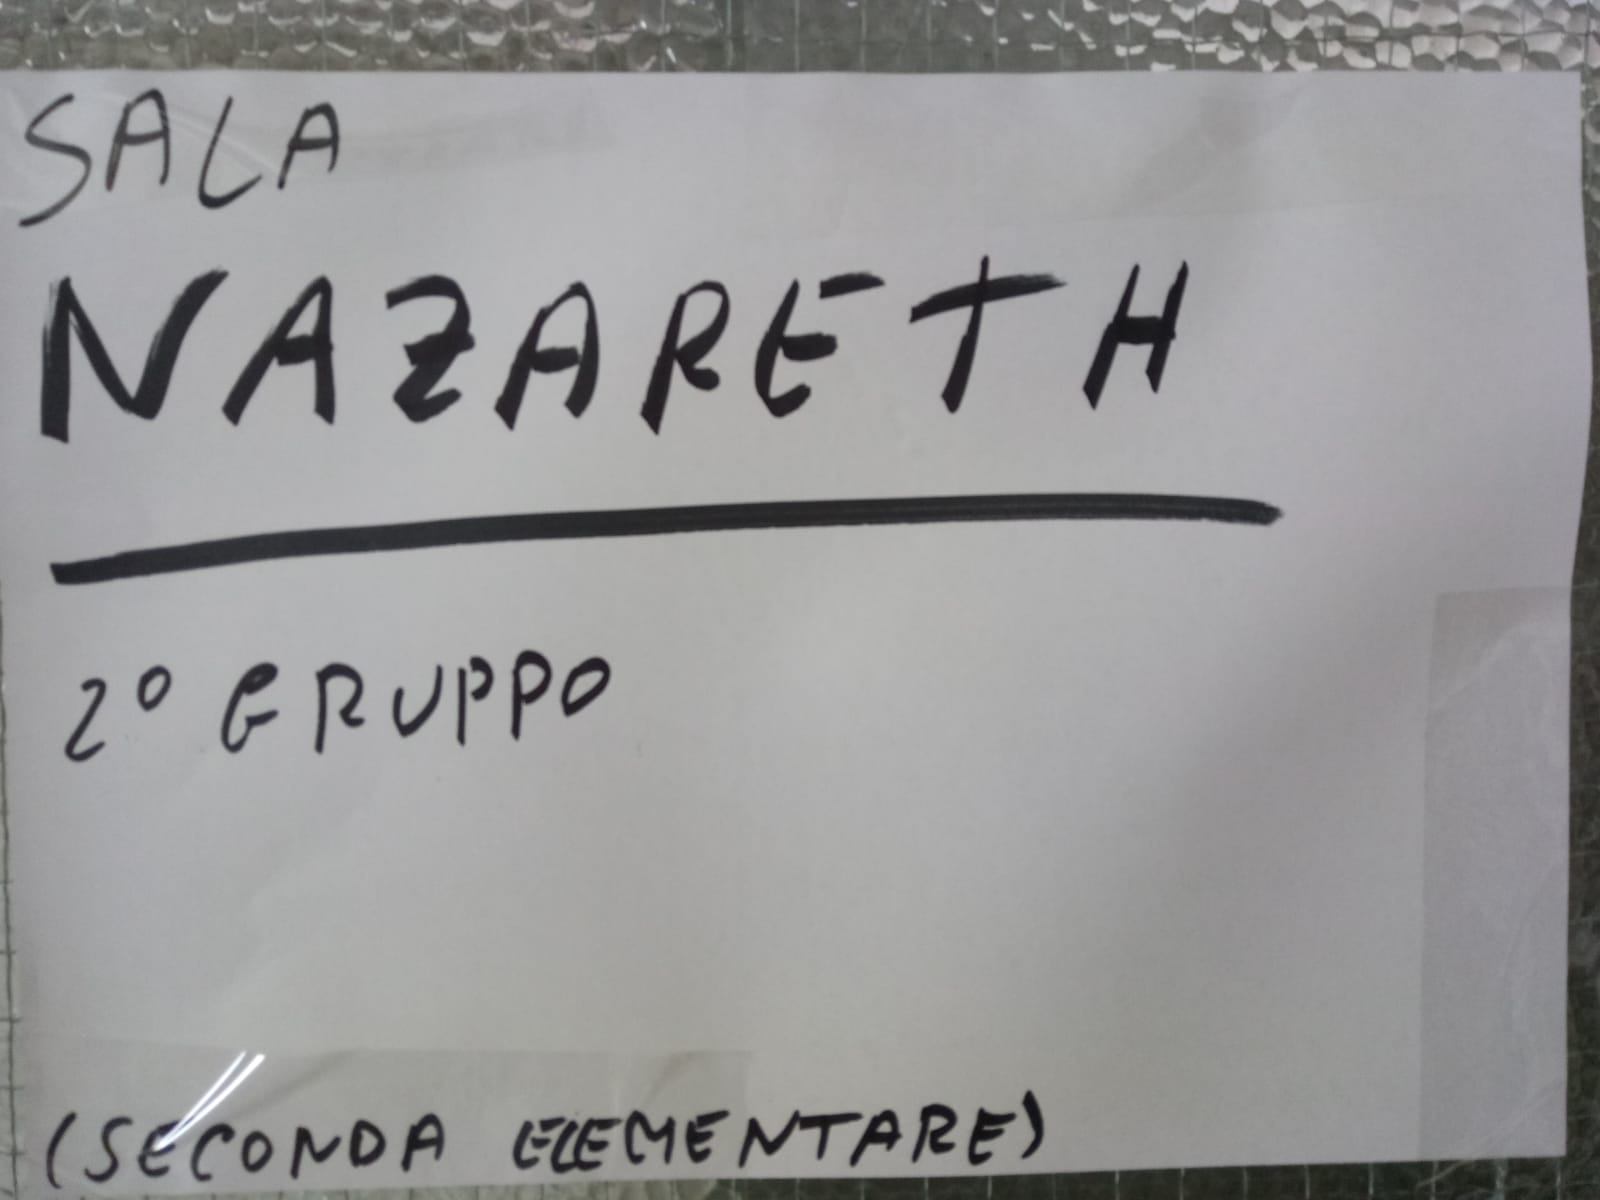 SALA
NAZARETH
2° GRUPPO
(SECONDA ELEMENTARE)